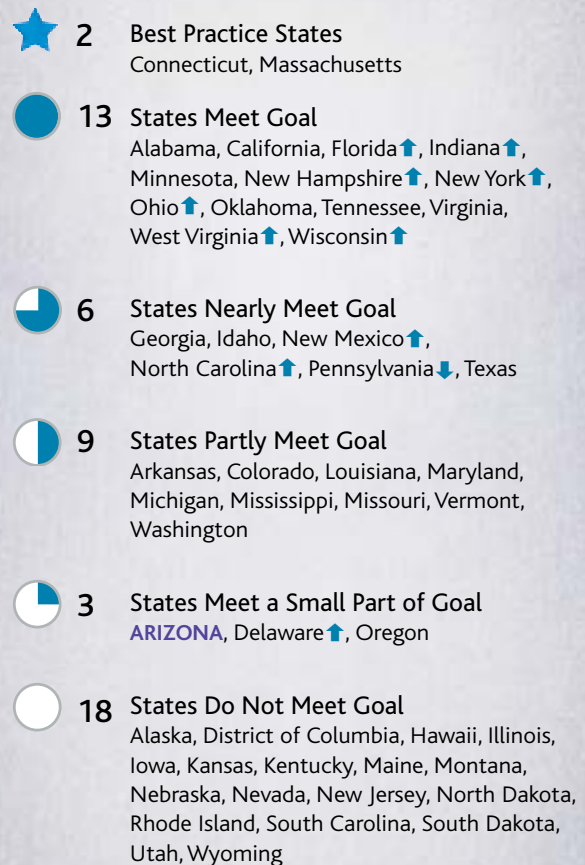 2 Best Practice States
Connecticut, Massachusetts
13 States Meet Goal
Alabama, California, Florida⬆, Indiana⬆,
Minnesota, New Hampshire⬆, New York⬆,
Ohio⬆, Oklahoma, Tennessee, Virginia,
West Virginia⬆, Wisconsin⬆
6 States Nearly Meet Goal
Georgia, Idaho, New Mexico⬆,
North Carolina⬆, Pennsylvania⬇, Texas
9 States Partly Meet Goal
Arkansas, Colorado, Louisiana, Maryland,
Michigan, Mississippi, Missouri, Vermont,
Washington
3 States Meet a Small Part of Goal
ARIZONA, Delaware⬆, Oregon
18 States Do Not Meet Goal
Alaska, District of Columbia, Hawaii, Illinois,
Iowa, Kansas, Kentucky, Maine, Montana,
Nebraska, Nevada, New Jersey, North Dakota,
Rhode Island, South Carolina, South Dakota,
Utah, Wyoming